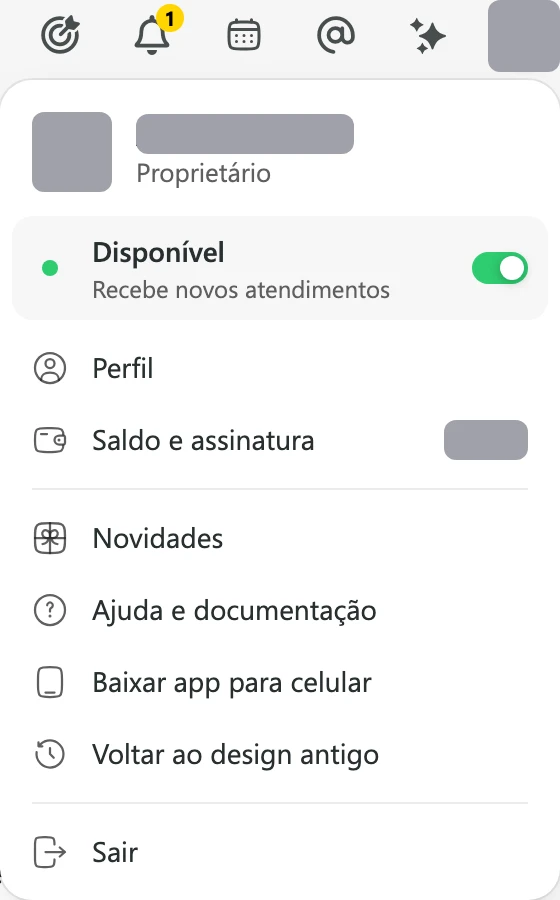 1
Proprietário
Disponível
Recebe novos atendimentos
Perfil
Saldo e assinatura
Novidades
Ajuda e documentação
Baixar app para celular
Voltar ao design antigo
Sair